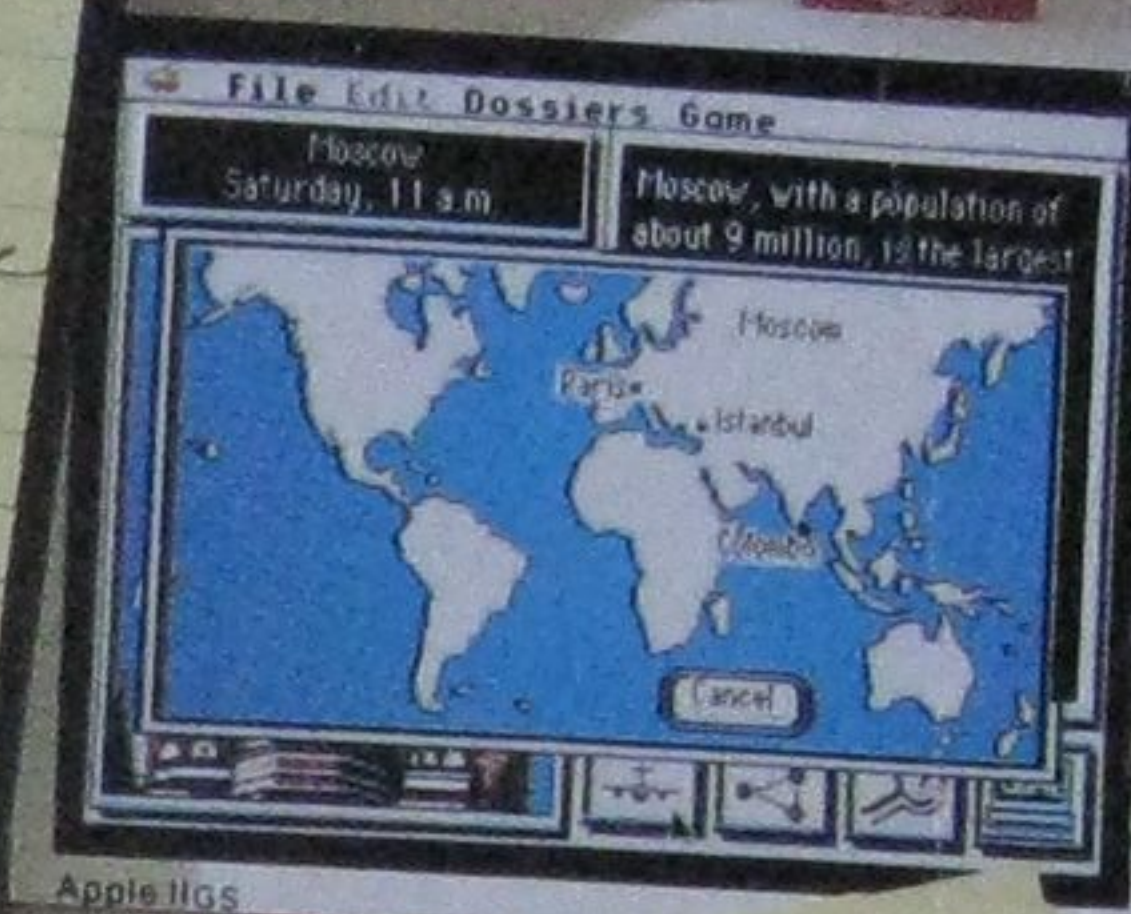 File Edit Dossiers Game
Moscow
Saturday, 11 a.m.
Moscow, with a population of
about 9 million, is the largest
Moscow
Paris
Istanbul
Colombo
Cancel
Apple IIGS